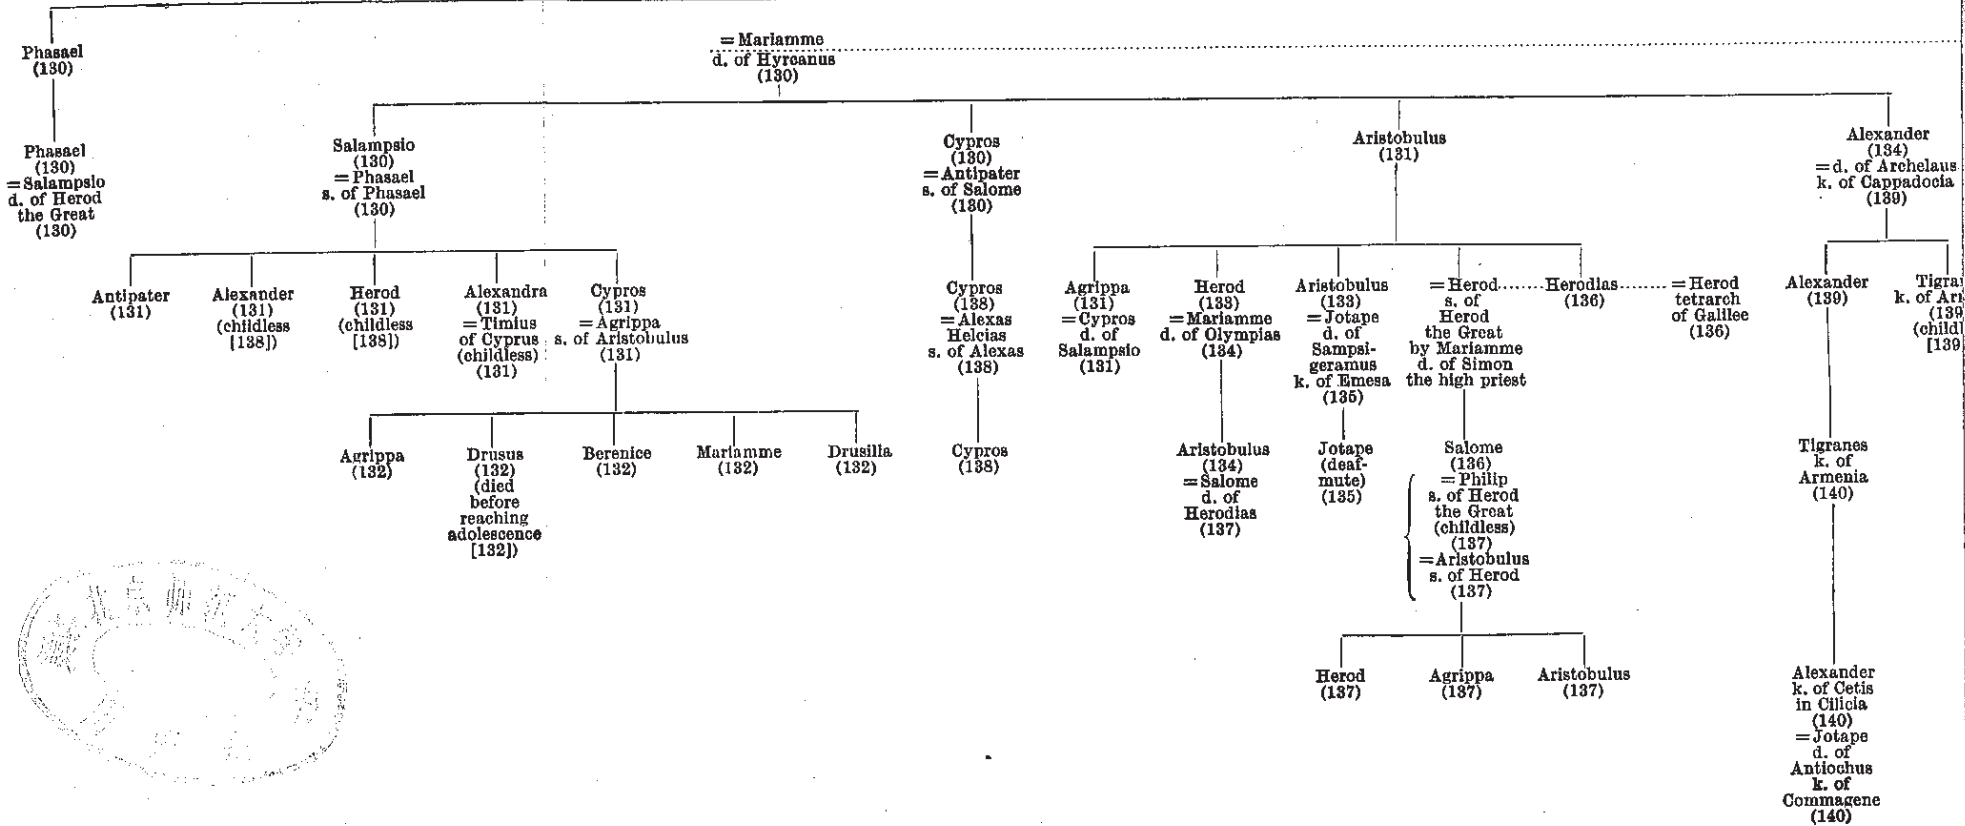 Phasael
(130)
= Mariamme
d. of Hyrcanus
(130)
Phasael
(130)
= Salampsio
d. of Herod
the Great
(130)
Salampsio
(130)
= Phasael
s. of Phasael
(130)
Cypros
(130)
= Antipater
s. of Salome
(130)
Aristobulus
(131)
Alexander
(134)
= d. of Archelaus
k. of Cappadocia
(139)
Antipater
(131)
Alexander
(131)
(childless
[138])
Herod
(131)
(childless
[138])
Alexandra
(131)
= Timius
of Cyprus
(childless)
(131)
Cypros
(131)
= Agrippa
s. of Aristobulus
(131)
Cypros
(138)
= Alexas
Helcias
s. of Alexas
(138)
Agrippa
(131)
= Cypros
d. of
Salampsio
(131)
Herod
(133)
= Mariamme
d. of Olympias
(134)
Aristobulus
(133)
= Jotape
d. of
Sampsi-
geramus
k. of Emesa
(135)
= Herod
s. of
Herod
the Great
by Mariamme
d. of Simon
the high priest
Herodias
(136)
= Herod
tetrarch
of Galilee
(136)
Alexander
(139)
Tigra
k. of Ar
(139
(child
[139
Agrippa
(132)
Drusus
(132)
(died
before
reaching
adolescence
[132])
Berenice
(132)
Mariamme
(132)
Drusilla
(132)
Cypros
(138)
Aristobulus
(134)
= Salome
d. of
Herodias
(137)
Jotape
(deaf-
mute)
(135)
Salome
(136)
= Philip
s. of Herod
the Great
(childless)
(137)
= Aristobulus
s. of Herod
(137)
Tigranes
k. of
Armenia
(140)
Herod
(137)
Agrippa
(137)
Aristobulus
(137)
Alexander
k. of Cetis
in Cilicia
(140)
= Jotape
d. of
Antiochus
k. of
Commagene
(140)